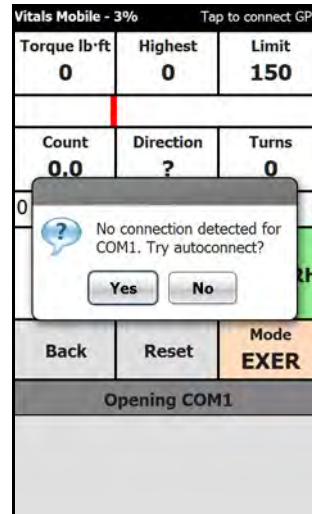 Vitals Mobile - 3% Tap to connect GP
Torque lb·ft Highest Limit
0 0 150
Count Direction Turns
0.0 ? 0
0
No connection detected for
COM1. Try autoconnect?
Yes No
Back Reset Mode
EXER
Opening COM1